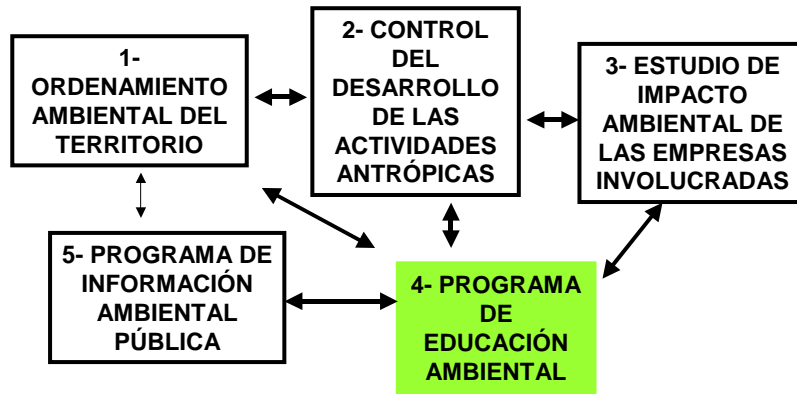 1-
ORDENAMIENTO
AMBIENTAL DEL
TERRITORIO
2- CONTROL
DEL
DESARROLLO
DE LAS
ACTIVIDADES
ANTRÓPICAS
3- ESTUDIO DE
IMPACTO
AMBIENTAL DE
LAS EMPRESAS
INVOLUCRADAS
4- PROGRAMA
DE
EDUCACIÓN
AMBIENTAL
5- PROGRAMA DE
INFORMACIÓN
AMBIENTAL
PÚBLICA